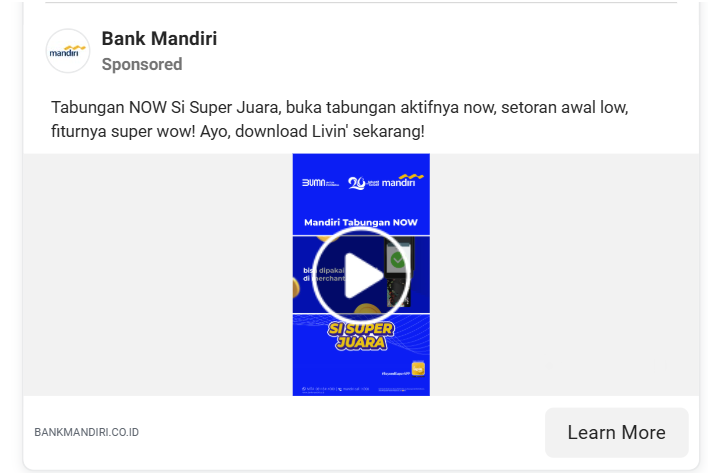 mandiri
Bank Mandiri
Sponsored
Tabungan NOW Si Super Juara, buka tabungan aktifnya now, setoran awal low,
fiturnya super wow! Ayo, download Livin' sekarang!
BUMN
mandiri
Mandiri Tabungan NOW
bisa dipakai
di merchant
SI SUPER
JUARA
BANKMANDIRI.CO.ID
Learn More